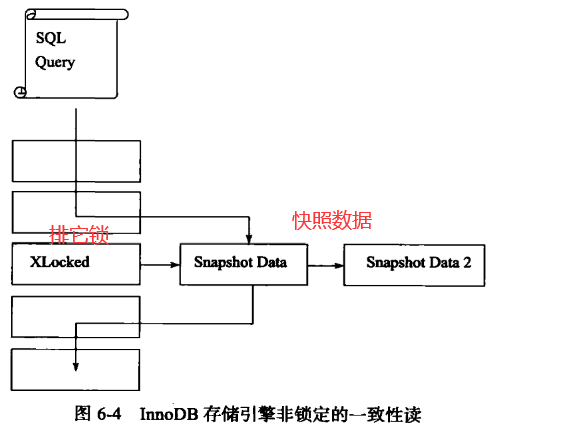 SQL
Query
快照数据
排它锁
XLocked
Snapshot Data
Snapshot Data 2
图 6-4 InnoDB 存储引擎非锁定的一致性读